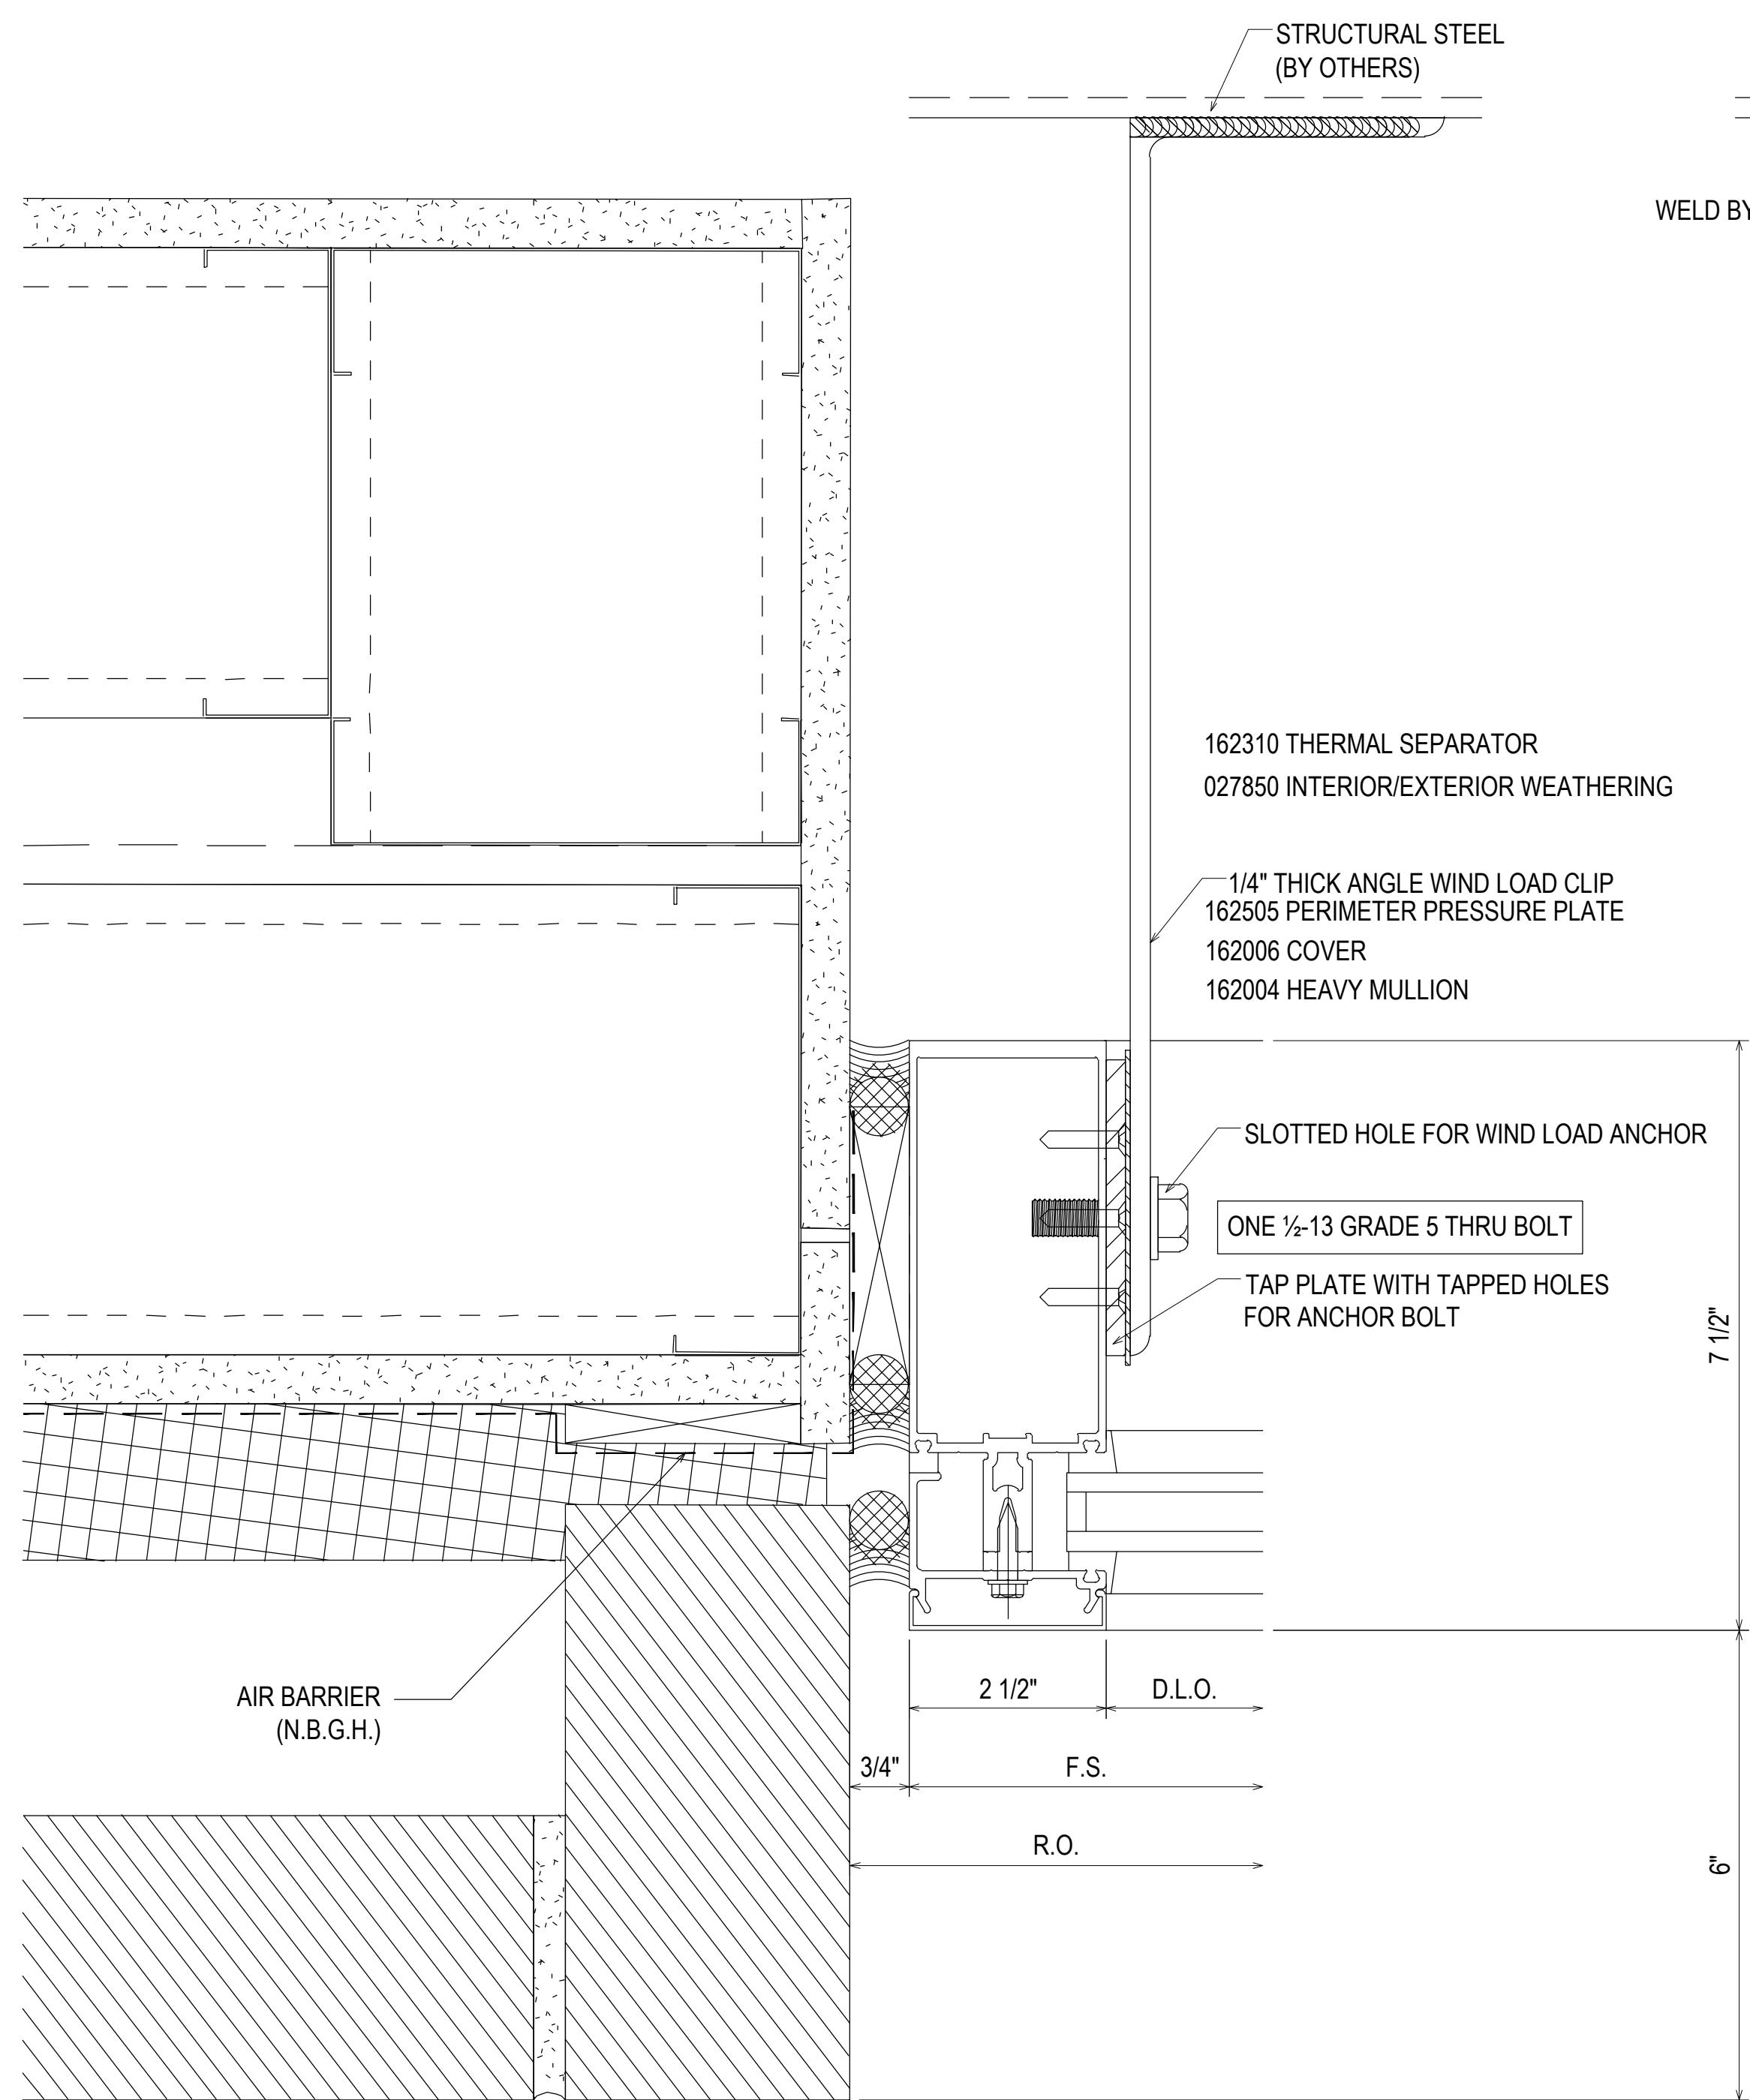 STRUCTURAL STEEL
(BY OTHERS)
WELD BY
162310 THERMAL SEPARATOR
027850 INTERIOR/EXTERIOR WEATHERING
1/4" THICK ANGLE WIND LOAD CLIP
162505 PERIMETER PRESSURE PLATE
162006 COVER
162004 HEAVY MULLION
SLOTTED HOLE FOR WIND LOAD ANCHOR
ONE ½-13 GRADE 5 THRU BOLT
TAP PLATE WITH TAPPED HOLES
FOR ANCHOR BOLT
7 1/2"
AIR BARRIER
(N.B.G.H.)
2 1/2"
D.L.O.
3/4"
F.S.
R.O.
6"